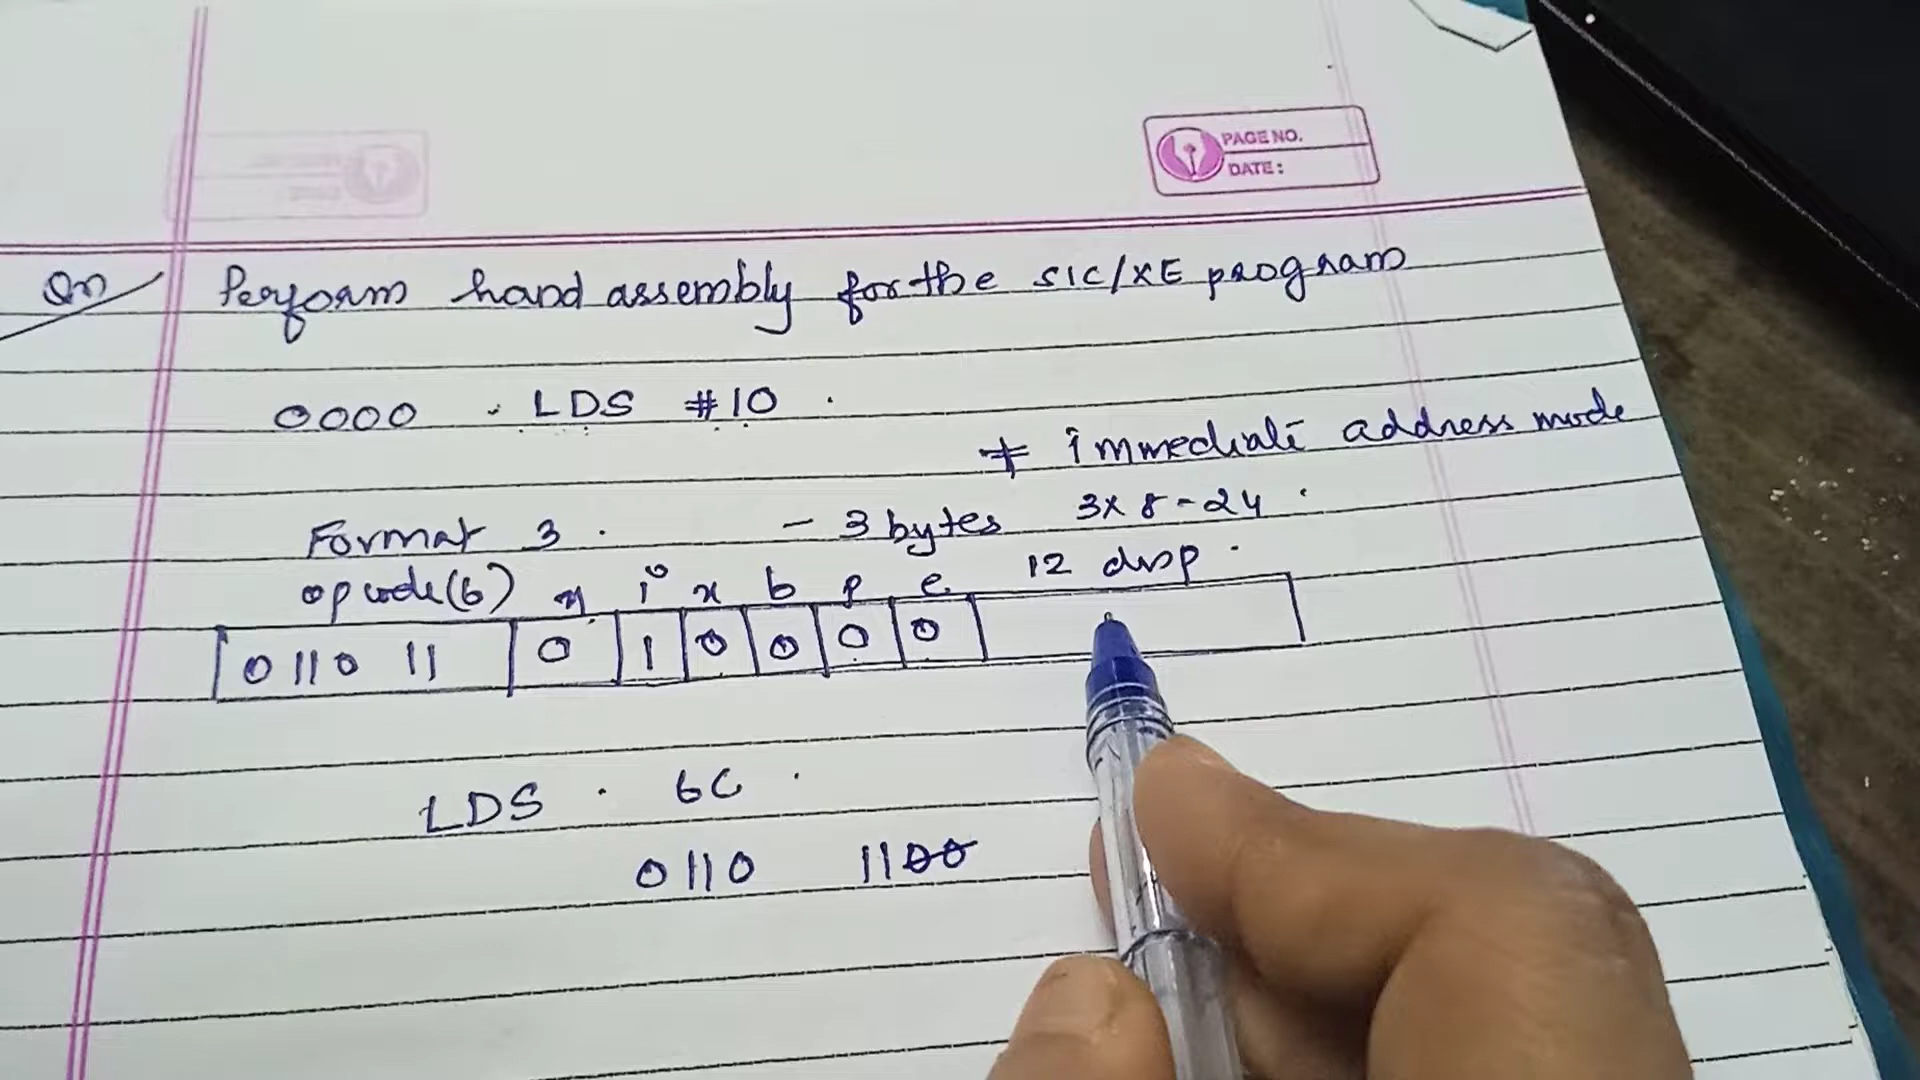 PAGE NO.
DATE:
Qn Perform hand assembly for the SIC/XE program
0000 . LDS #10 .
* immediate address mode
Format 3 . - 3 bytes 3x8-24 .
opcode(6) n i x b p e 12 disp .
0110 11 0 1 0 0 0 0
LDS . 6C .
0110 1100